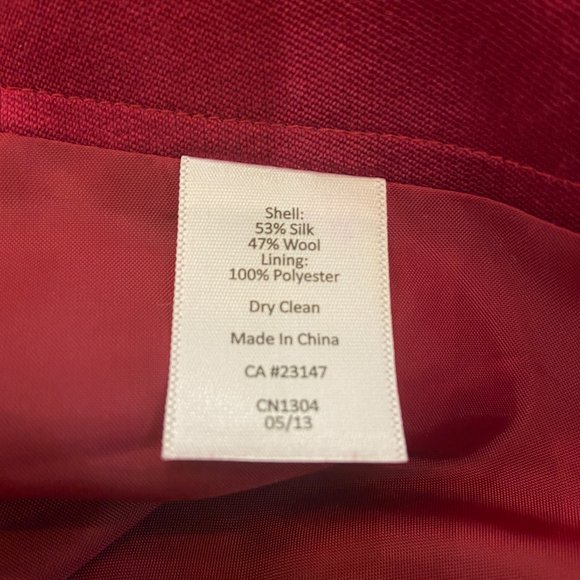 Shell:
53% Silk
47% Wool
Lining:
100% Polyester
Dry Clean
Made In China
CA #23147
CN1304
05/13